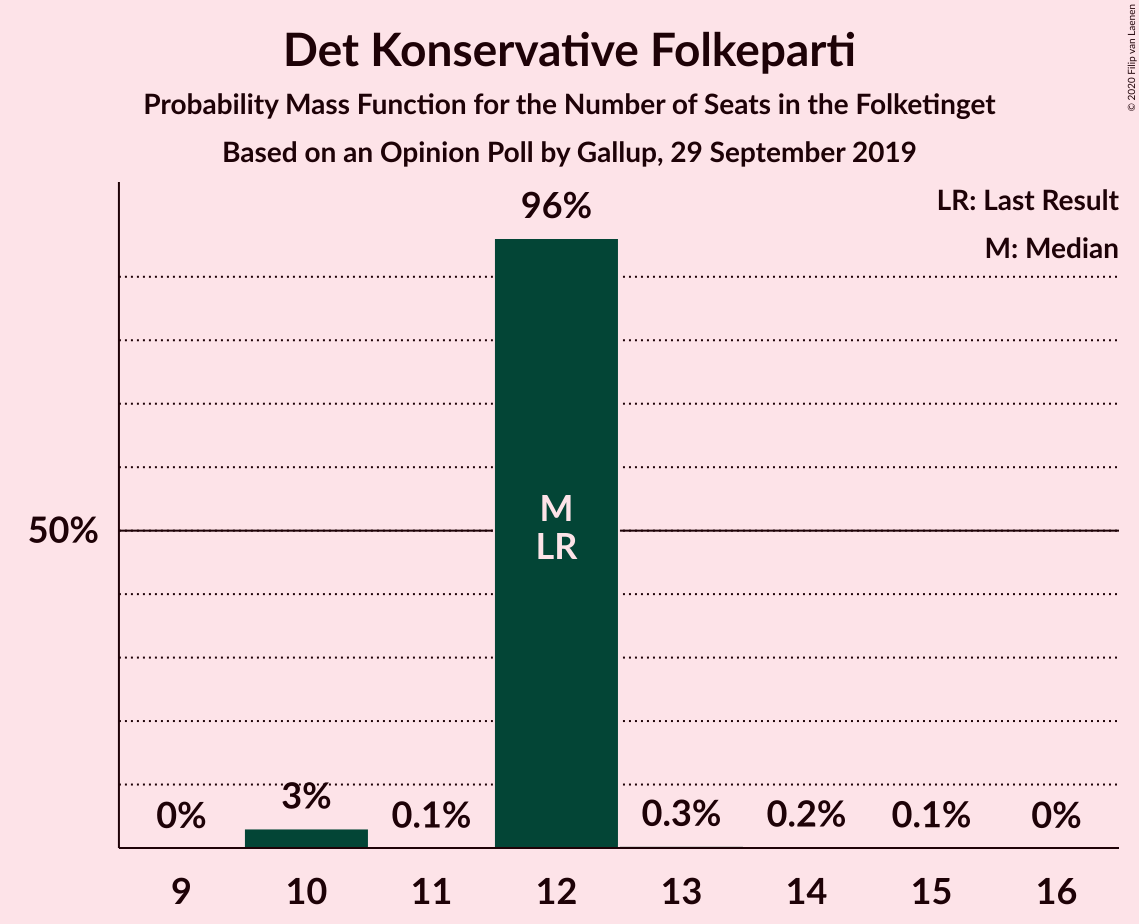 Det Konservative Folkeparti
Probability Mass Function for the Number of Seats in the Folketinget
Based on an Opinion Poll by Gallup, 29 September 2019
© 2020 Filip van Laenen
LR: Last Result
M: Median
96%
50%
M
LR
0%
3%
0.1%
0.3%
0.2%
0.1%
0%
9
10
11
12
13
14
15
16